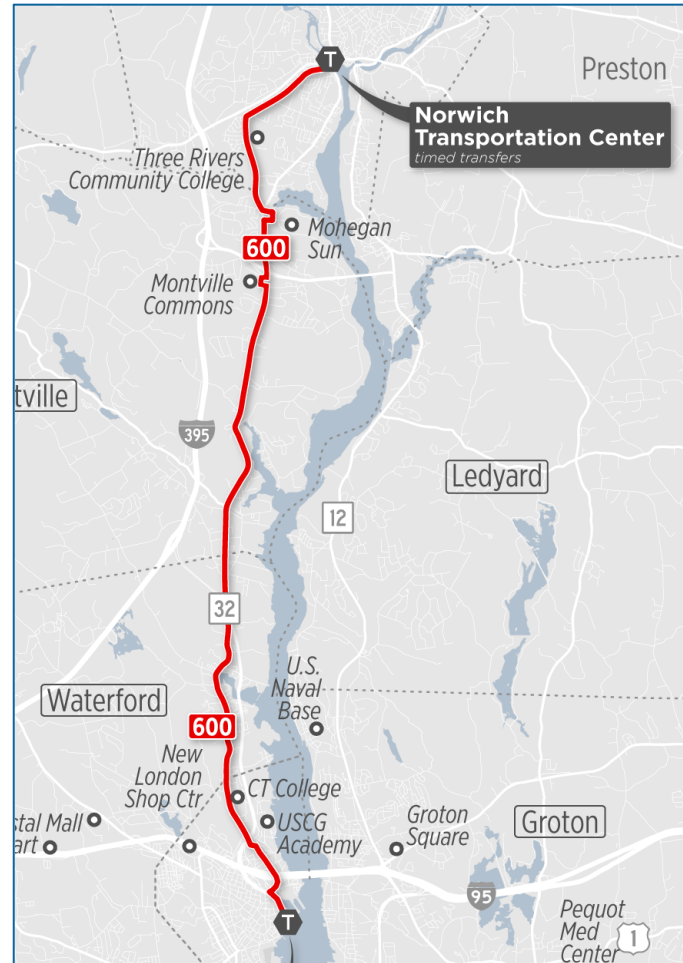 T
Preston
Norwich
Transportation Center
timed transfers
Three Rivers
Community College
Mohegan
Sun
600
Montville
Commons
tville
395
Ledyard
12
32
U.S.
Naval
Base
Waterford
600
New
London
Shop Ctr
CT College
USCG
Academy
stal Mall
art
Groton
Square
Groton
95
T
Pequot
Med
Center
1